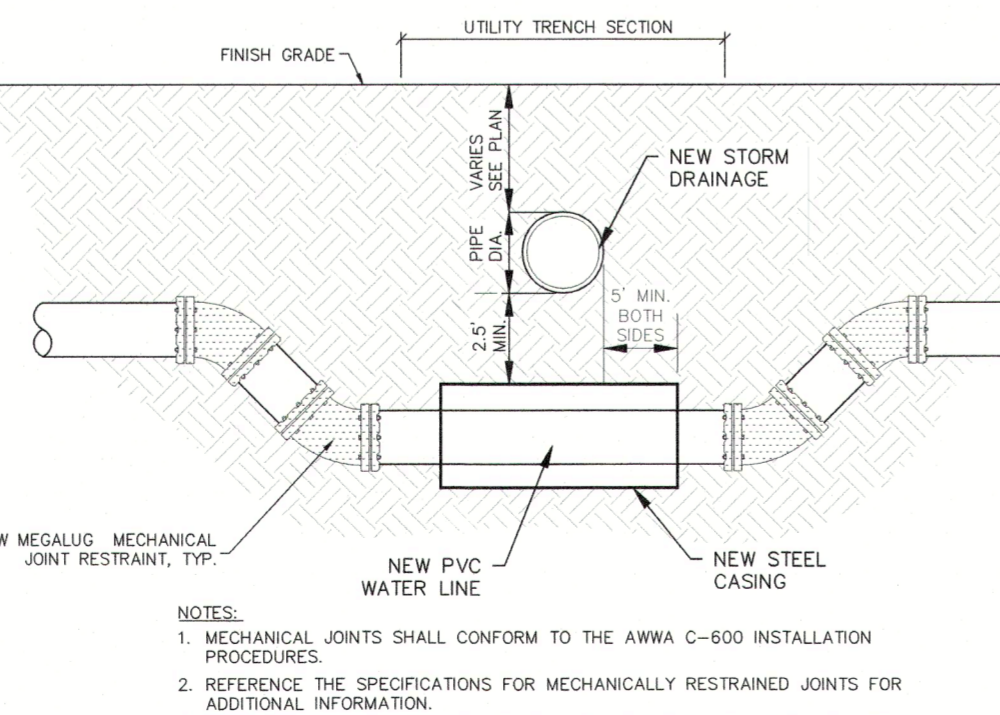 UTILITY TRENCH SECTION
FINISH GRADE
VARIES
SEE PLAN
NEW STORM
DRAINAGE
PIPE
DIA.
5' MIN.
BOTH
SIDES
2.5'
MIN.
MEGALUG MECHANICAL
JOINT RESTRAINT, TYP.
NEW PVC
WATER LINE
NEW STEEL
CASING
NOTES:
1. MECHANICAL JOINTS SHALL CONFORM TO THE AWWA C-600 INSTALLATION
PROCEDURES.
2. REFERENCE THE SPECIFICATIONS FOR MECHANICALLY RESTRAINED JOINTS FOR
ADDITIONAL INFORMATION.